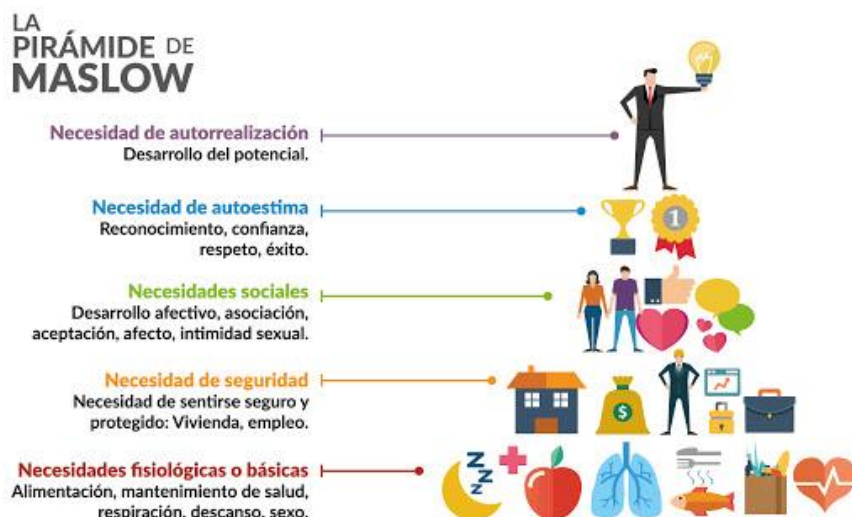 LA
PIRÁMIDE DE
MASLOW
Necesidad de autorrealización
Desarrollo del potencial.
Necesidad de autoestima
Reconocimiento, confianza,
respeto, éxito.
1
Necesidades sociales
Desarrollo afectivo, asociación,
aceptación, afecto, intimidad sexual.
Necesidad de seguridad
Necesidad de sentirse seguro y
protegido: Vivienda, empleo.
$
Necesidades fisiológicas o básicas
Alimentación, mantenimiento de salud,
respiración, descanso, sexo.
Z
Z
Z